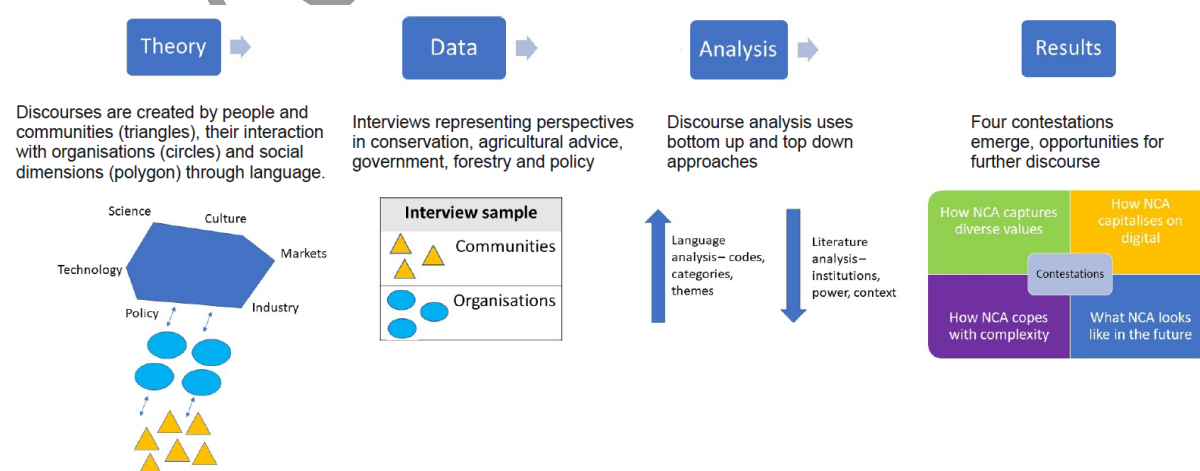 Theory
Data
Analysis
Results
Discourses are created by people and
communities (triangles), their interaction
with organisations (circles) and social
dimensions (polygon) through language.
Science
Culture
Markets
Technology
Industry
Policy
Interviews representing perspectives
in conservation, agricultural advice,
government, forestry and policy
Interview sample
Communities
Organisations
Discourse analysis uses
bottom up and top down
approaches
Language
analysis– codes,
categories,
themes
Literature
analysis–
institutions,
power, context
Four contestations
emerge, opportunities for
further discourse
How NCA captures
diverse values
How NCA
capitalises on
digital
Contestations
How NCA copes
with complexity
What NCA looks
like in the future